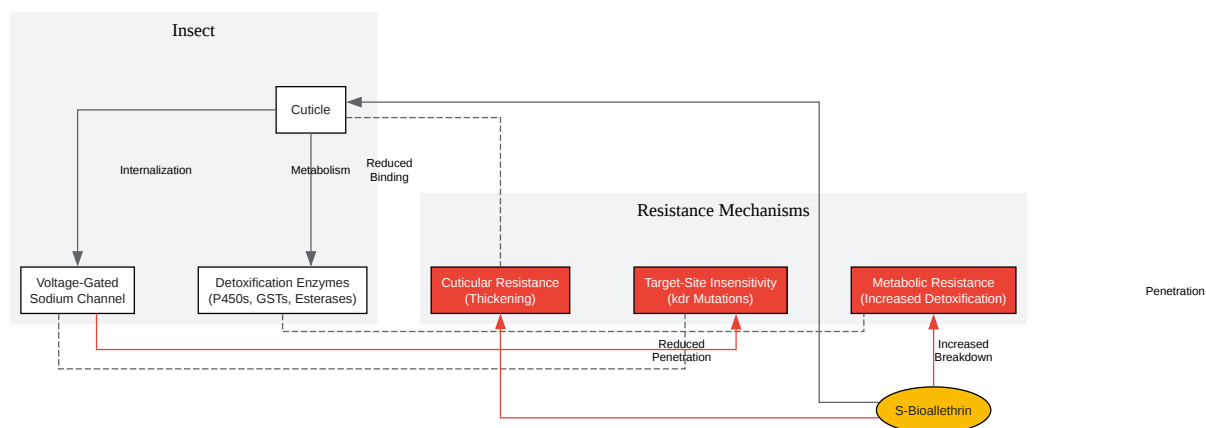 Insect
Cuticle
Internalization
Metabolism
Reduced
Binding
Resistance Mechanisms
Voltage-Gated
Sodium Channel
Detoxification Enzymes
(P450s, GSTs, Esterases)
Cuticular Resistance
(Thickening)
Target-Site Insensitivity
(kdr Mutations)
Metabolic Resistance
(Increased Detoxification)
Penetration
Reduced
Penetration
Increased
Breakdown
S-Bioallethrin